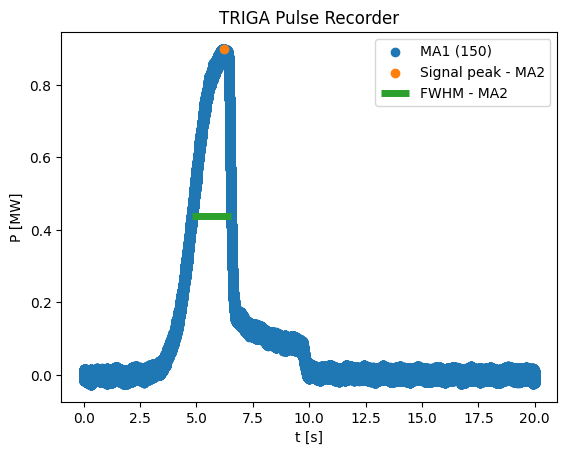 TRIGA Pulse Recorder
MA1 (150)
Signal peak - MA2
FWHM - MA2
P [MW]
0.8
0.6
0.4
0.2
0.0
0.0 2.5 5.0 7.5 10.0 12.5 15.0 17.5 20.0
t [s]